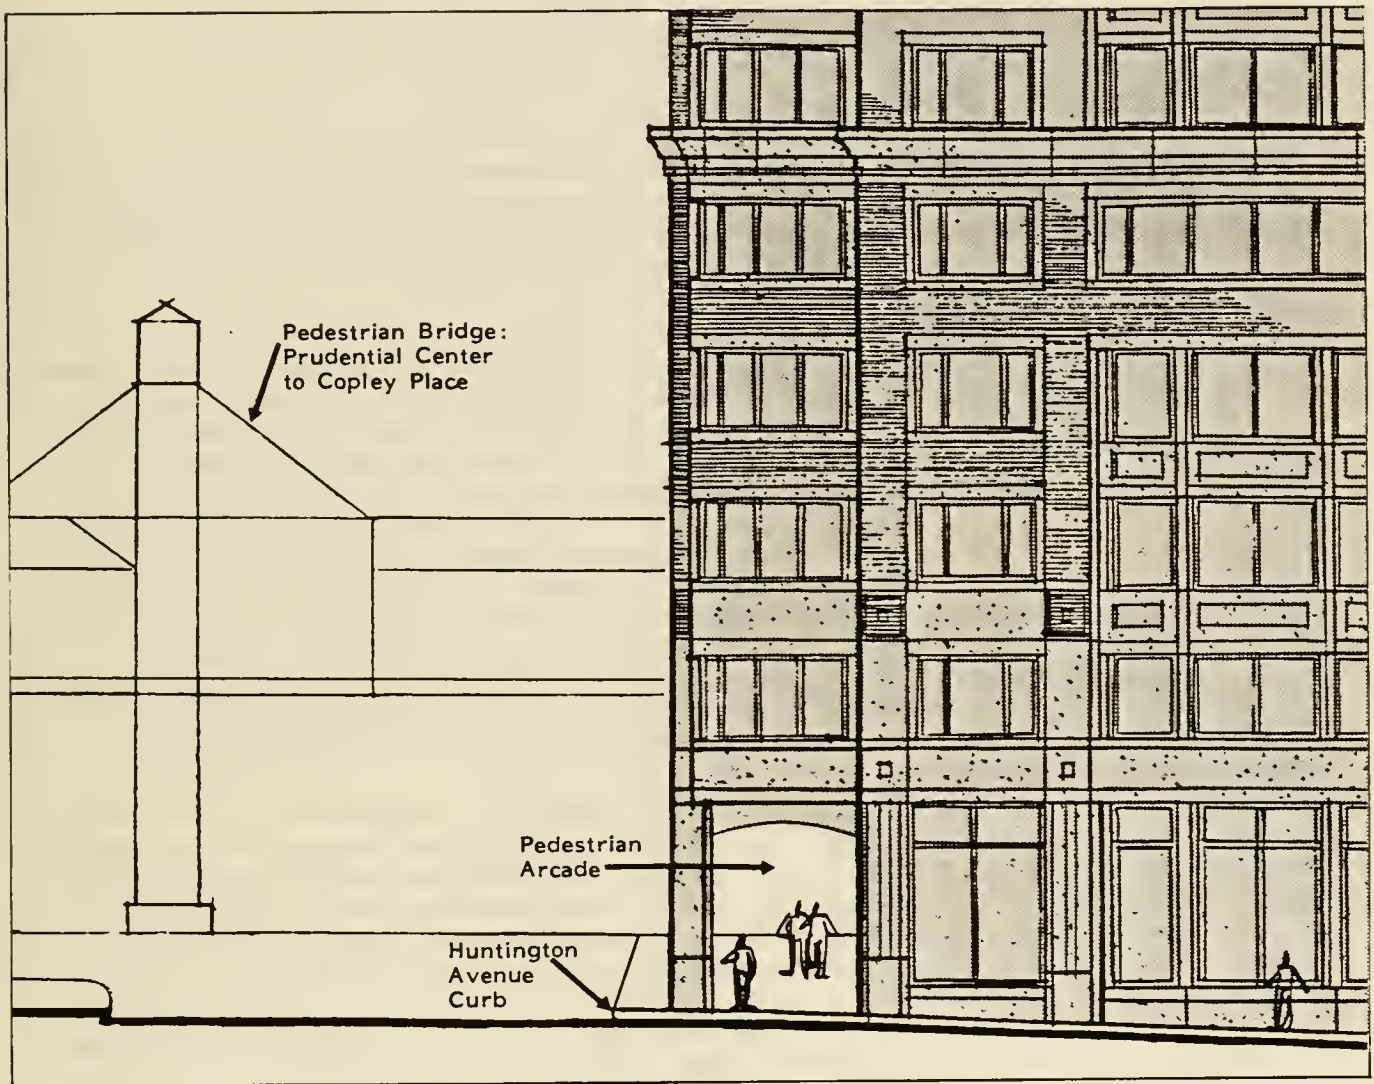 Pedestrian Bridge:
Prudential Center
to Copley Place
Pedestrian
Arcade
Huntington
Avenue
Curb